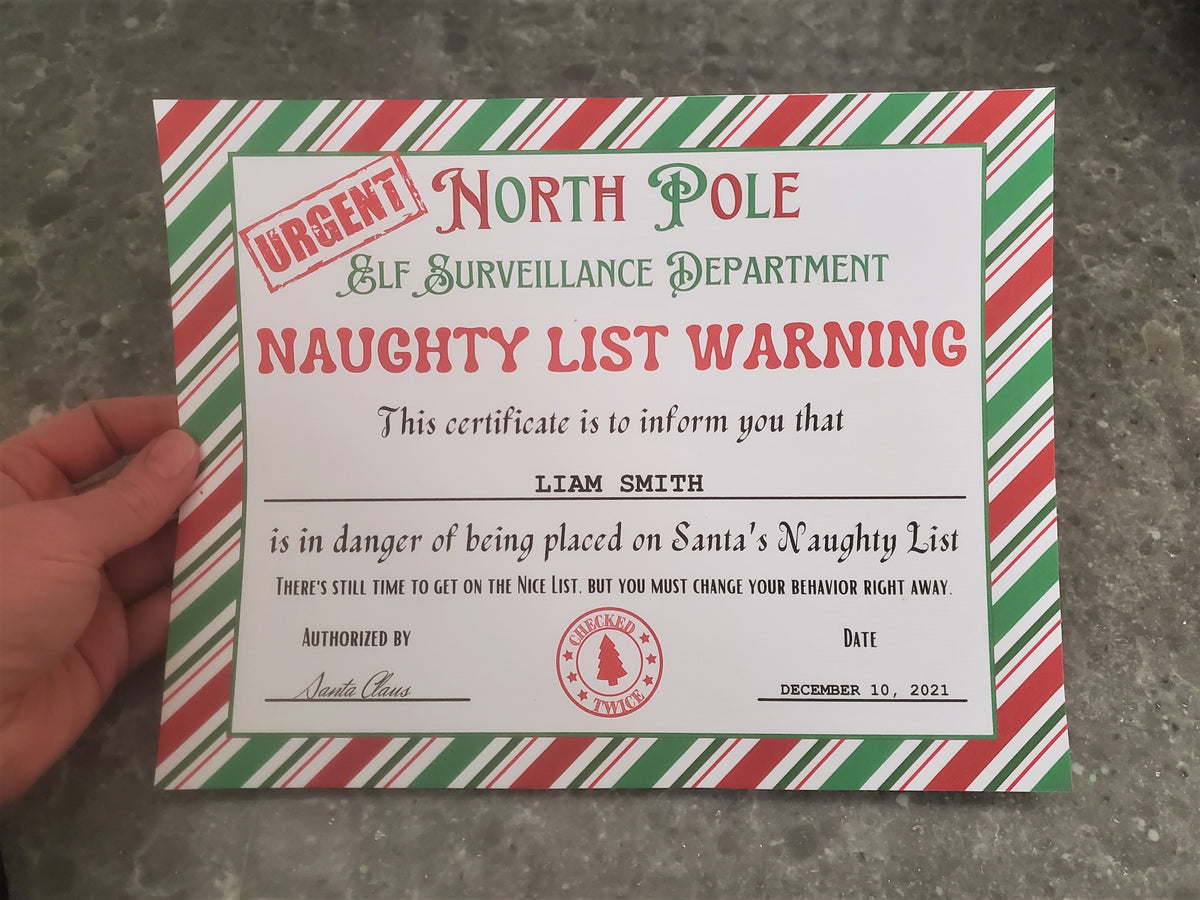 URGENT
North Pole
Elf Surveillance Department
NAUGHTY LIST WARNING
This certificate is to inform you that
LIAM SMITH
is in danger of being placed on Santa's Naughty List
There's still time to get on the Nice List, but you must change your behavior right away.
Authorized by
Santa Claus
CHECKED
TWICE
Date
DECEMBER 10, 2021